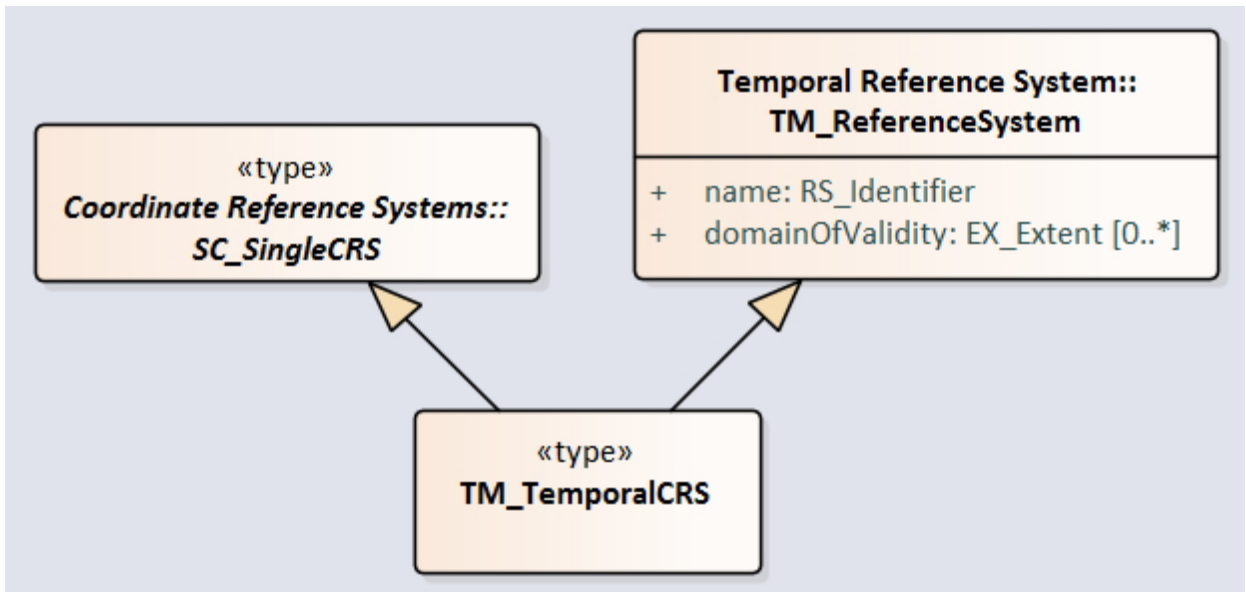 «type»
Coordinate Reference Systems::
SC_SingleCRS
Temporal Reference System::
TM_ReferenceSystem
+ name: RS_Identifier
+ domainOfValidity: EX_Extent [0..*]
«type»
TM_TemporalCRS